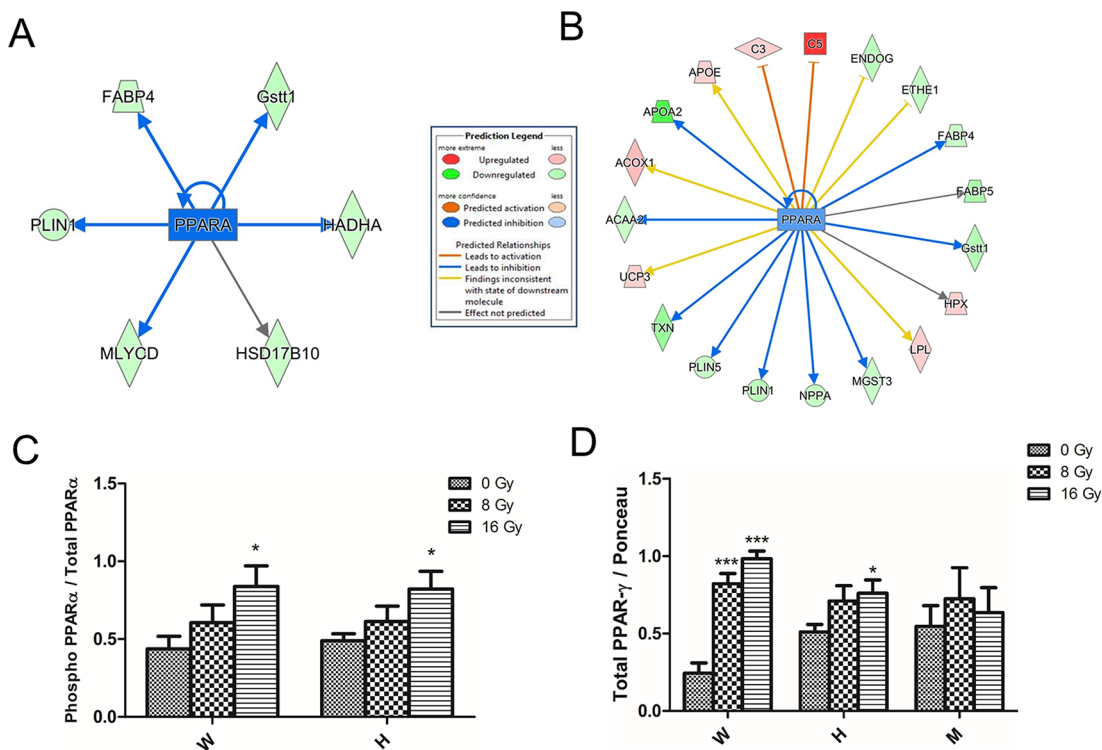 A
FABP4
Gstt1
PLIN1
PPARA
HADHA
MLYCD
HSD17B10
Prediction Legend
more extreme less
Upregulated
Downregulated
more confidence less
Predicted activation
Predicted inhibition
Predicted Relationships
Leads to activation
Leads to inhibition
Findings inconsistent
with state of downstream
molecule
Effect not predicted
B
C3
C5
ENDOG
APOE
ETHE1
APOA2
FABP4
ACOX1
FABP5
ACAA2
PPARA
Gstt1
UCP3
HPX
TXN
LPL
PLIN5
MGST3
PLIN1
NPPA
C
Phospho PPARα / Total PPARα
1.5
1.0
0.5
0.0
0 Gy
8 Gy
16 Gy
*
*
W
H
D
Total PPAR-γ / Ponceau
1.5
1.0
0.5
0.0
0 Gy
8 Gy
16 Gy
***
***
*
W
H
M